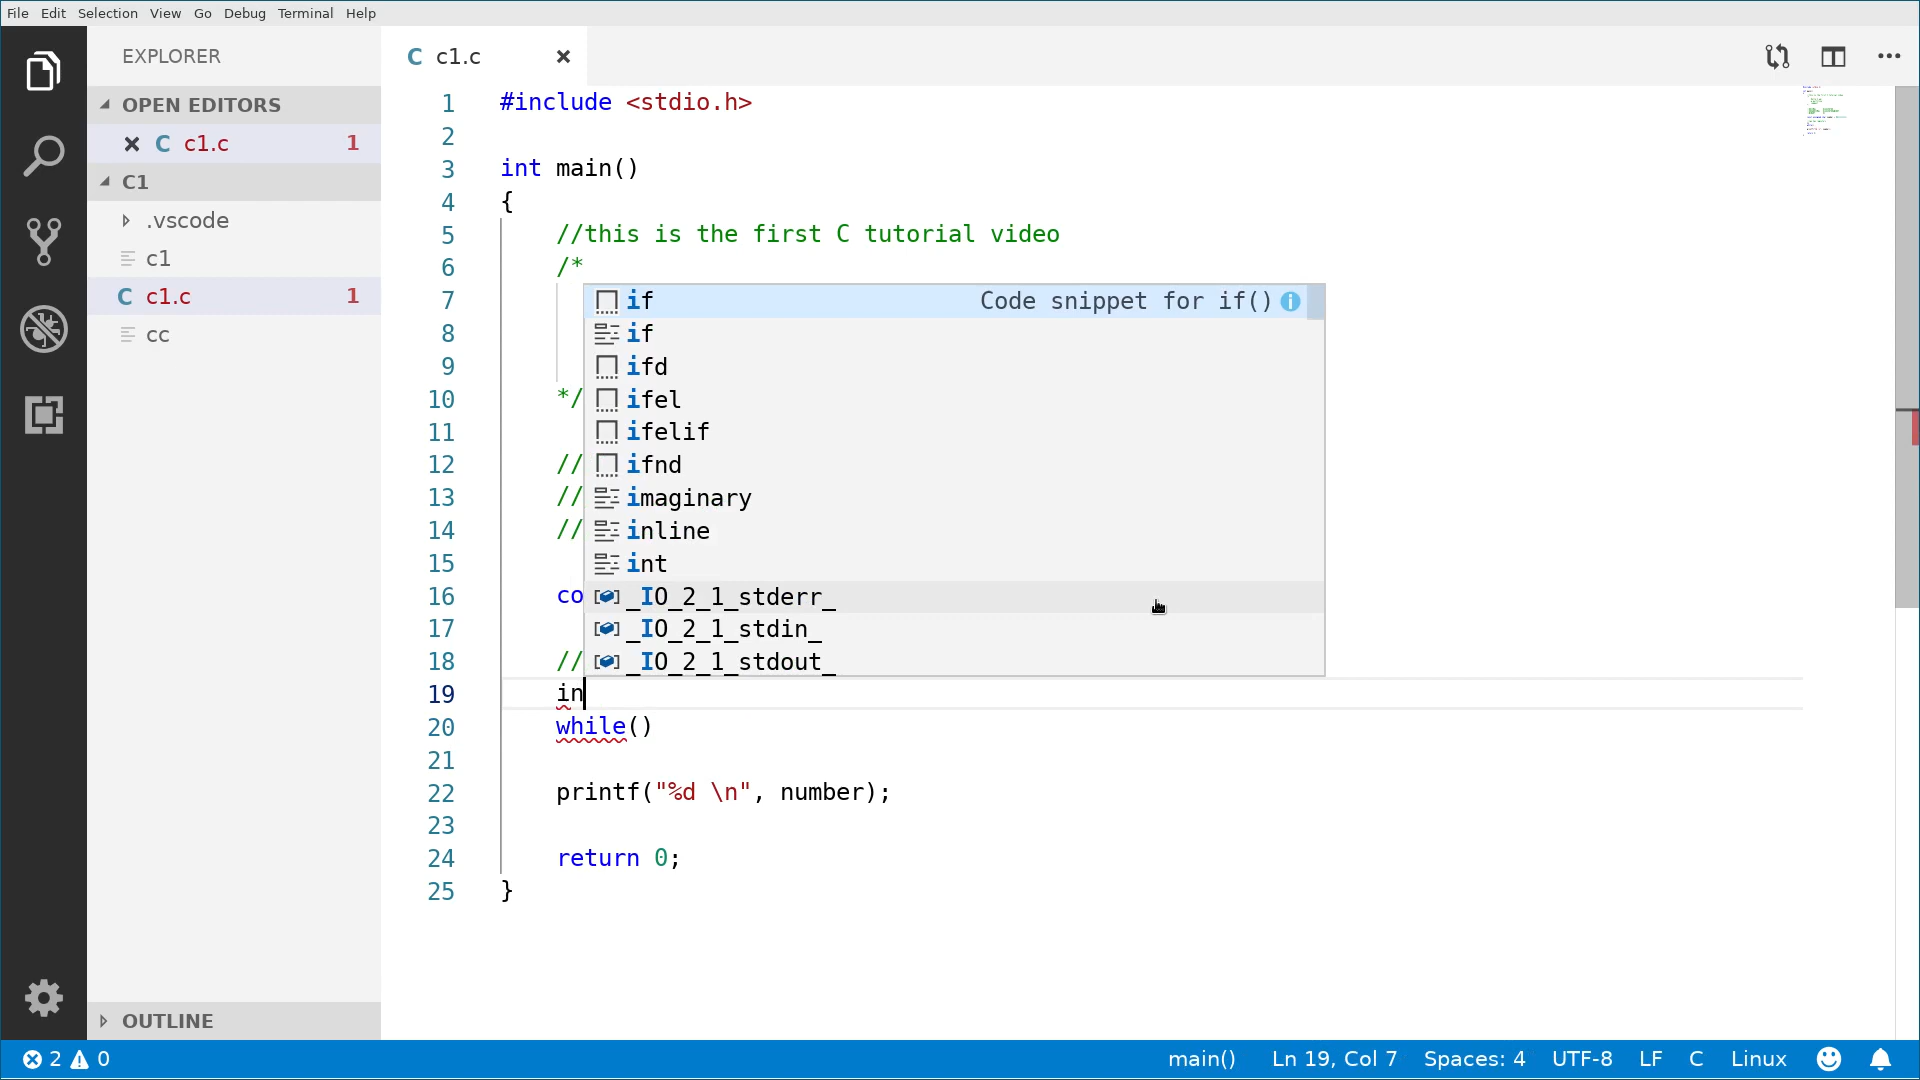 File Edit Selection View Go Debug Terminal Help
EXPLORER
OPEN EDITORS
C c1.c 1
C1
.vscode
c1
C c1.c 1
cc
OUTLINE
C c1.c
1 #include <stdio.h>
2
3 int main()
4 {
5 //this is the first C tutorial video
6 /*
7
8
9
10 */
11
12 //
13 //
14 //
15
16 co
17
18 //
19 in
20 while()
21
22 printf("%d \n", number);
23
24 return 0;
25 }
if Code snippet for if()
if
ifd
ifel
ifelif
ifnd
imaginary
inline
int
_IO_2_1_stderr_
_IO_2_1_stdin_
_IO_2_1_stdout_
2 0 main() Ln 19, Col 7 Spaces: 4 UTF-8 LF C Linux